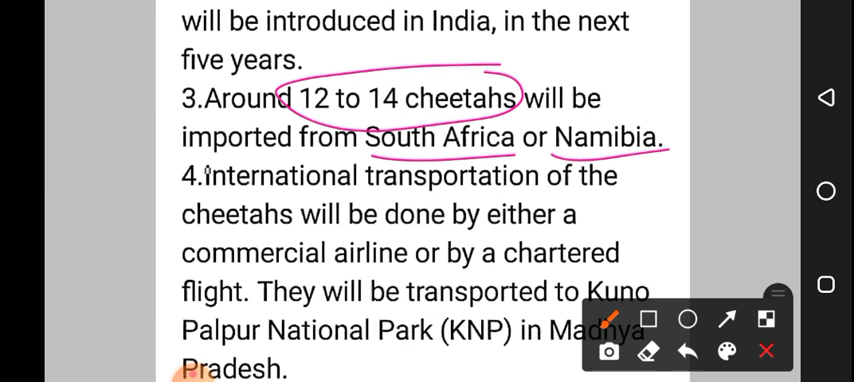 will be introduced in India, in the next
five years.
3.Around 12 to 14 cheetahs will be
imported from South Africa or Namibia.
4.International transportation of the
cheetahs will be done by either a
commercial airline or by a chartered
flight. They will be transported to Kuno
Palpur National Park (KNP) in Madhya
Pradesh.